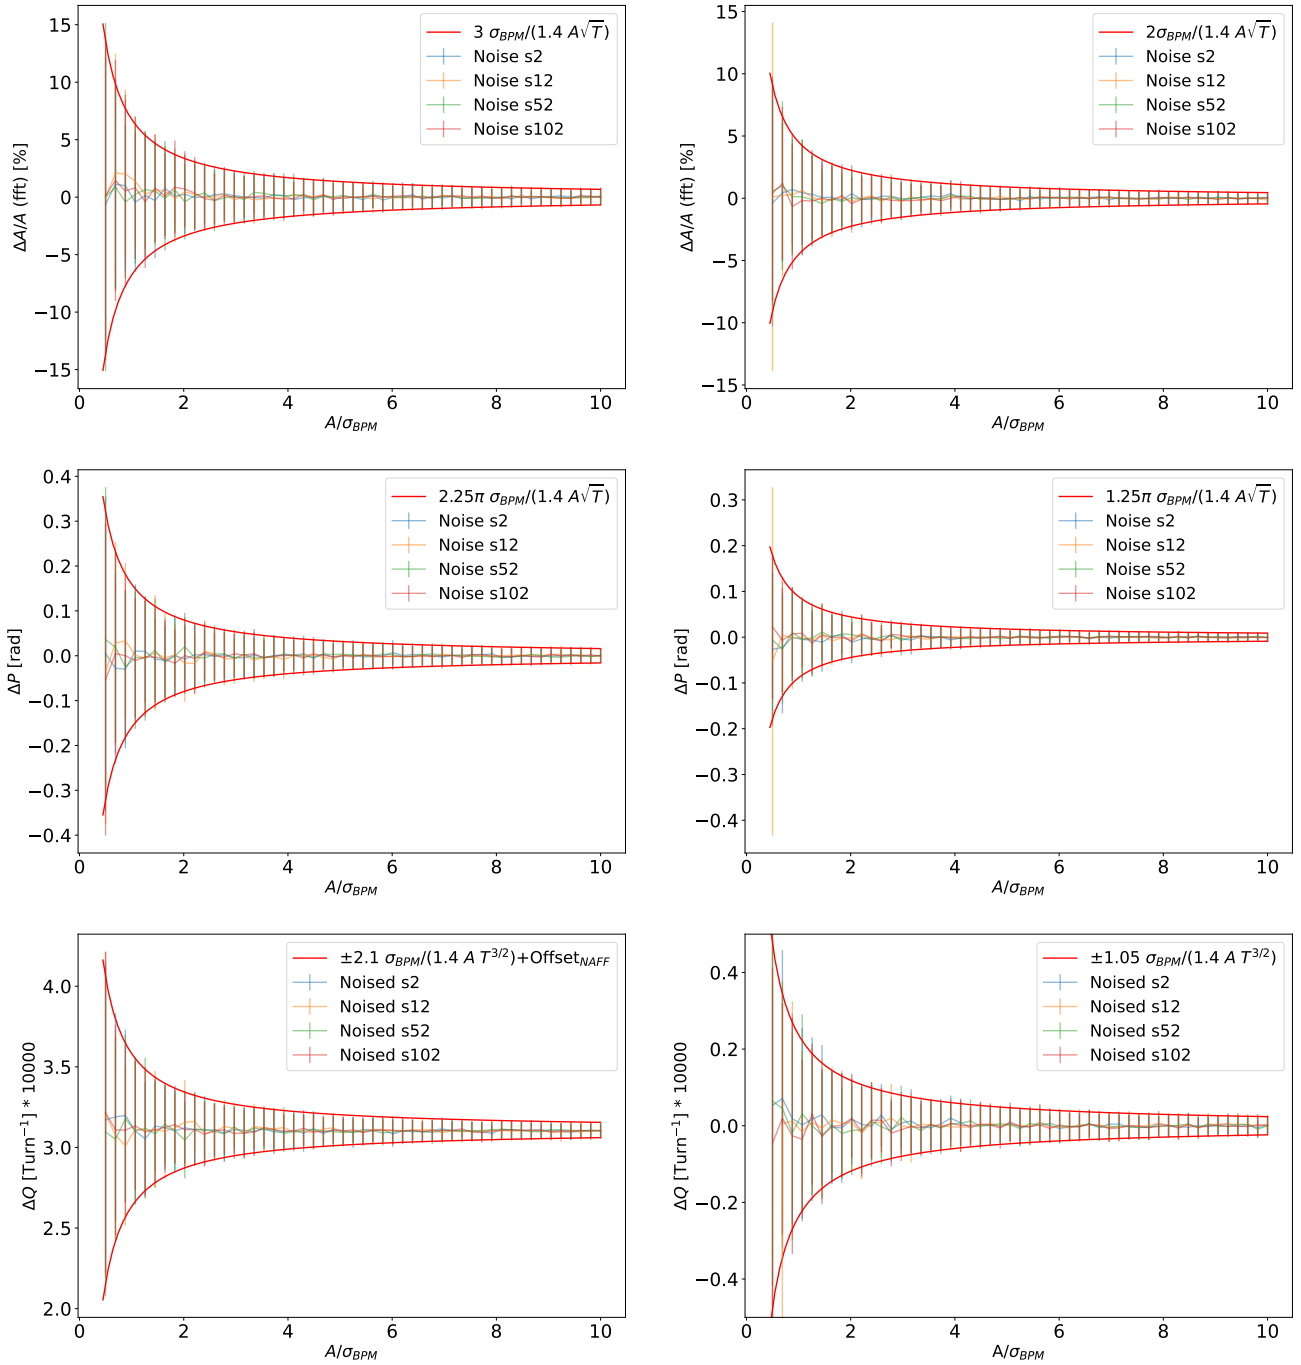 15
10
5
0
−5
−10
−15
ΔA/A (fft) [%]
3 σ_BPM/(1.4 A√T)
Noise s2
Noise s12
Noise s52
Noise s102
0 2 4 6 8 10
A/σ_BPM
15
10
5
0
−5
−10
−15
ΔA/A (fft) [%]
2σ_BPM/(1.4 A√T)
Noise s2
Noise s12
Noise s52
Noise s102
0 2 4 6 8 10
A/σ_BPM
0.4
0.3
0.2
0.1
0.0
−0.1
−0.2
−0.3
−0.4
ΔP [rad]
2.25π σ_BPM/(1.4 A√T)
Noise s2
Noise s12
Noise s52
Noise s102
0 2 4 6 8 10
A/σ_BPM
0.3
0.2
0.1
0.0
−0.1
−0.2
−0.3
−0.4
ΔP [rad]
1.25π σ_BPM/(1.4 A√T)
Noise s2
Noise s12
Noise s52
Noise s102
0 2 4 6 8 10
A/σ_BPM
4.0
3.5
3.0
2.5
2.0
ΔQ [Turn⁻¹] * 10000
±2.1 σ_BPM/(1.4 A T^3/2)+Offset_NAFF
Noised s2
Noised s12
Noised s52
Noised s102
0 2 4 6 8 10
A/σ_BPM
0.4
0.2
0.0
−0.2
−0.4
ΔQ [Turn⁻¹] * 10000
±1.05 σ_BPM/(1.4 A T^3/2)
Noised s2
Noised s12
Noised s52
Noised s102
0 2 4 6 8 10
A/σ_BPM